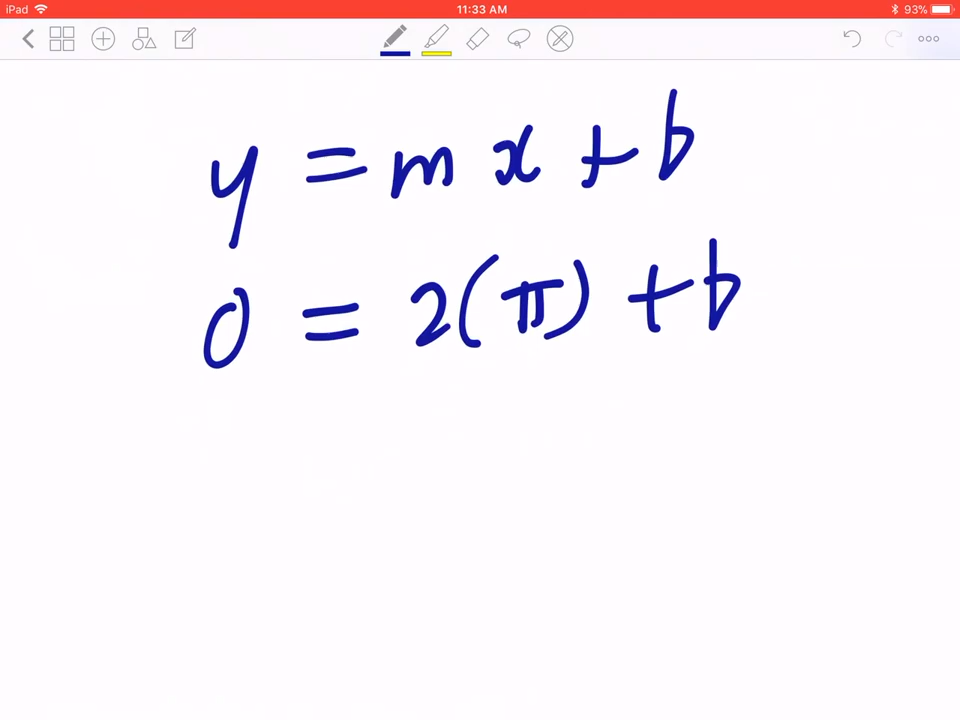 iPad 11:33 AM 93%
y = mx + b
0 = 2(π) + b